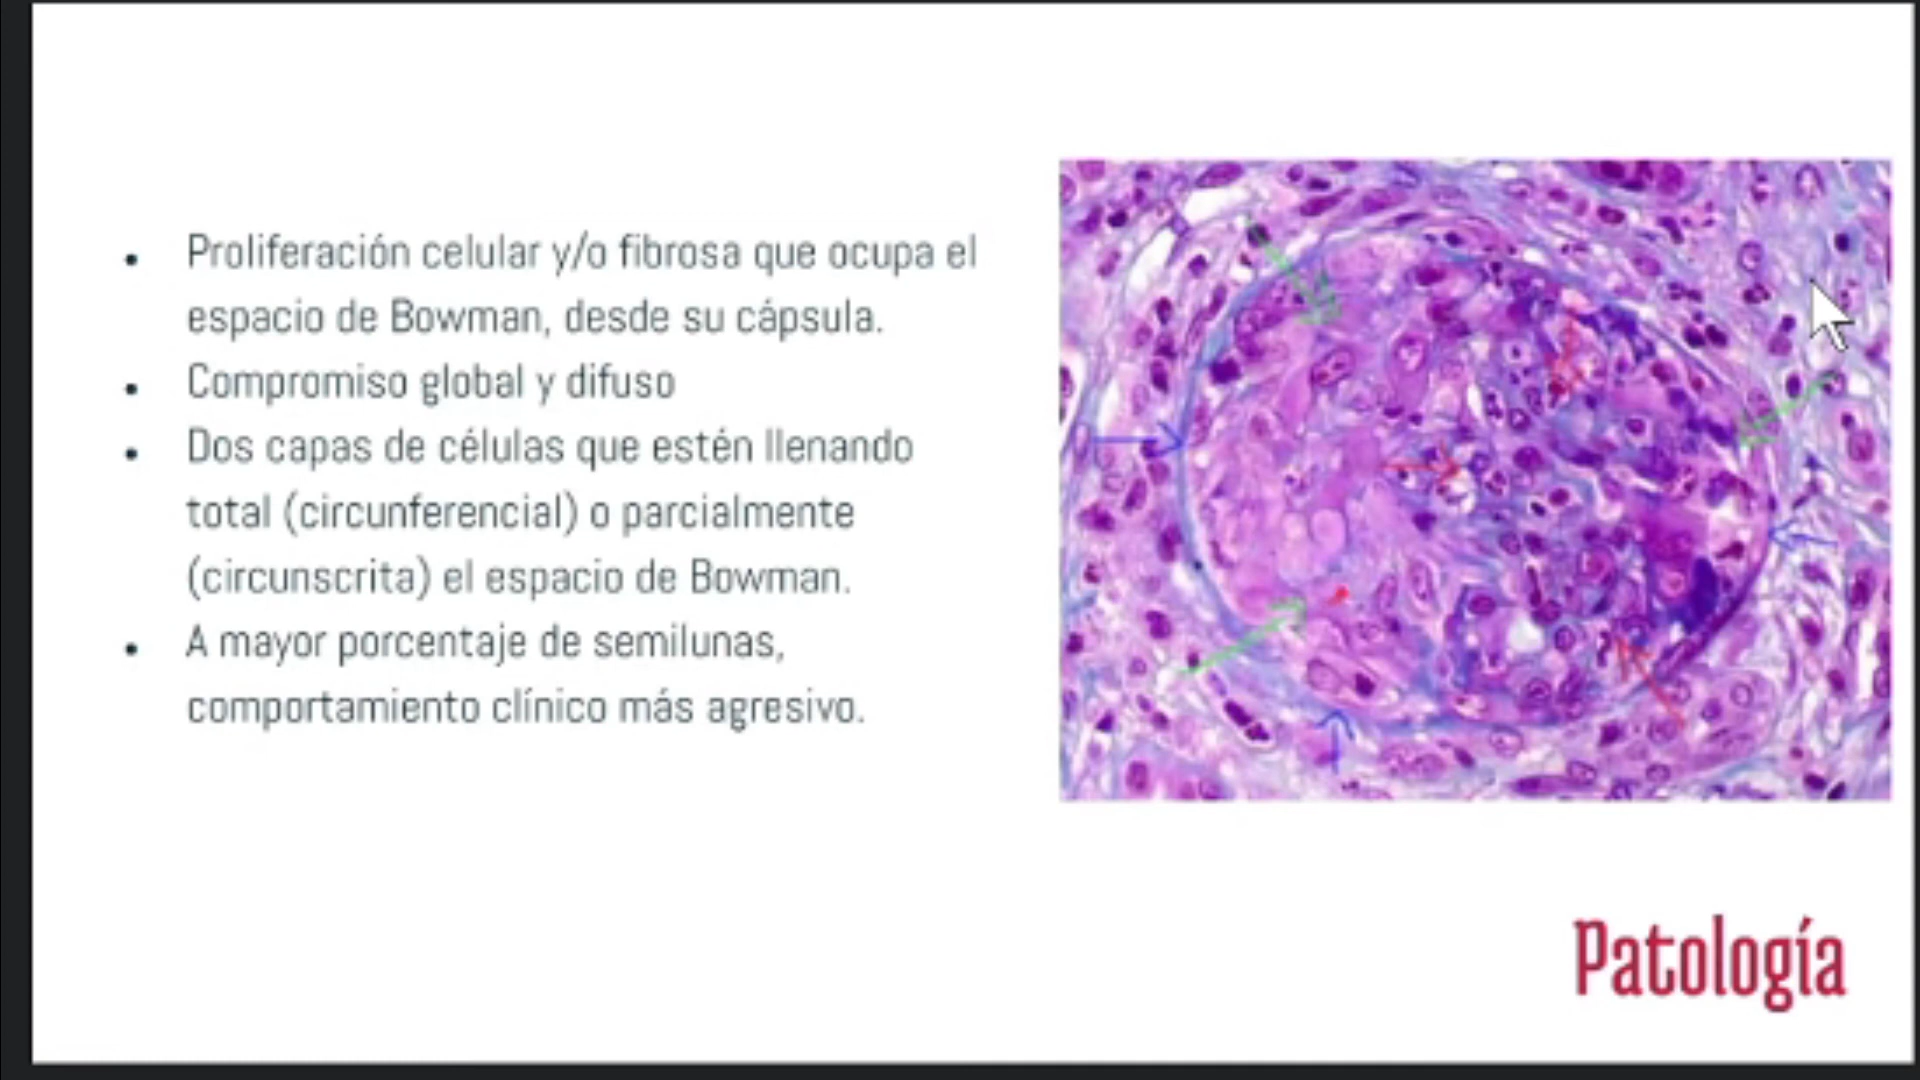 Proliferación celular y/o fibrosa que ocupa el
espacio de Bowman, desde su cápsula.
Compromiso global y difuso
Dos capas de células que estén llenando
total (circunferencial) o parcialmente
(circunscrita) el espacio de Bowman.
A mayor porcentaje de semilunas,
comportamiento clínico más agresivo.
Patología